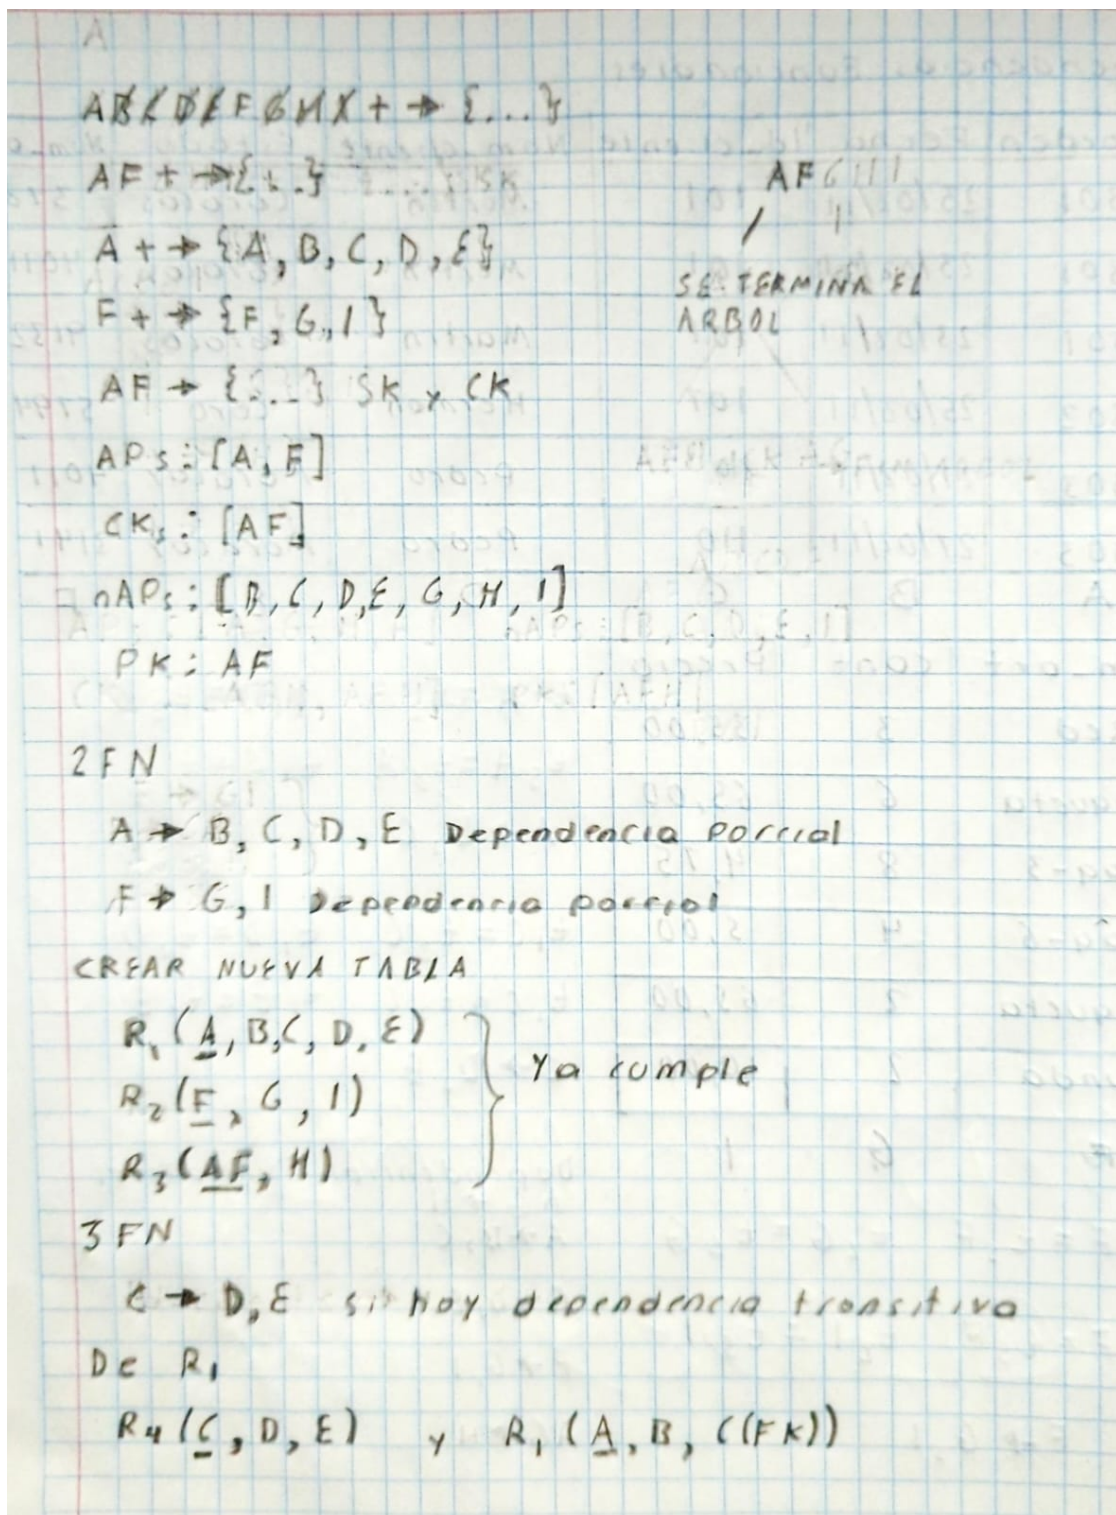 A
ABCDEFGHI + → {...}
AF + → {...}
AF
A + → {A, B, C, D, E}
F + → {F, G, I}
SE TERMINA EL
ARBOL
AF → {...} SK y CK
APs: [A, F]
CKs: [AF]
nAPs: [B, C, D, E, G, H, I]
PK: AF
2FN
A → B, C, D, E Dependencia parcial
F → G, I Dependencia parcial
CREAR NUEVA TABLA
R1 (A, B, C, D, E)
R2 (F, G, I)
Ya cumple
R3 (AF, H)
3FN
C → D, E si hay dependencia transitiva
De R1
R4 (C, D, E) y R1 (A, B, C(FK))